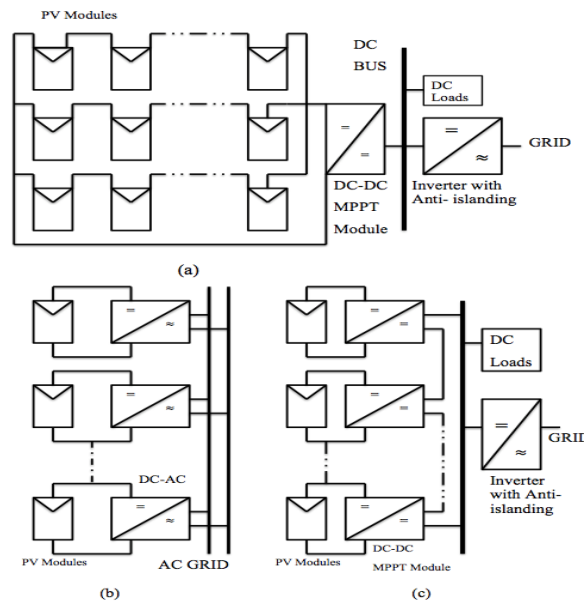 PV Modules
DC
BUS
DC
Loads
=
=
=
≈
GRID
DC-DC
MPPT
Module
Inverter with
Anti- islanding
(a)
=
≈
=
≈
DC-AC
=
≈
PV Modules
AC GRID
(b)
=
=
=
=
=
=
DC
Loads
=
≈
GRID
Inverter
with Anti-
islanding
PV Modules
DC-DC
MPPT Module
(c)